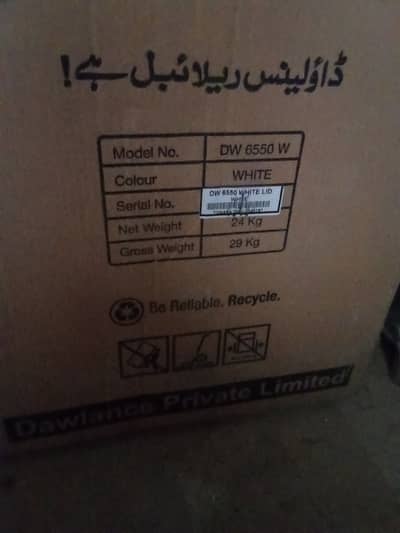 ڈاؤلینس ریلائبل ہے!
Model No. DW 6550 W
Colour WHITE
Serial No. DW 6550 WHITE LID
WHITE
Net Weight 24 Kg
Gross Weight 29 Kg
Be Reliable. Recycle.
Dawlance Private Limited